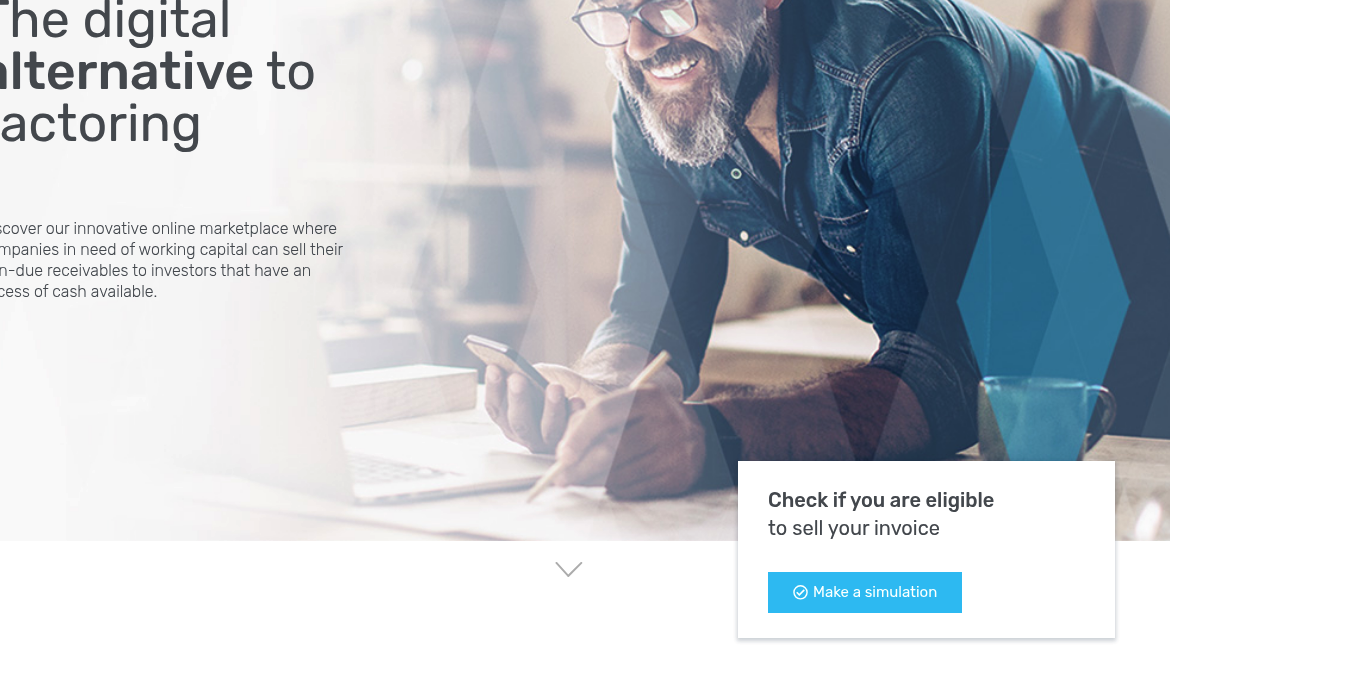 The digital
alternative to
actoring
scover our innovative online marketplace where
mpanies in need of working capital can sell their
n-due receivables to investors that have an
cess of cash available.
Check if you are eligible
to sell your invoice
Make a simulation